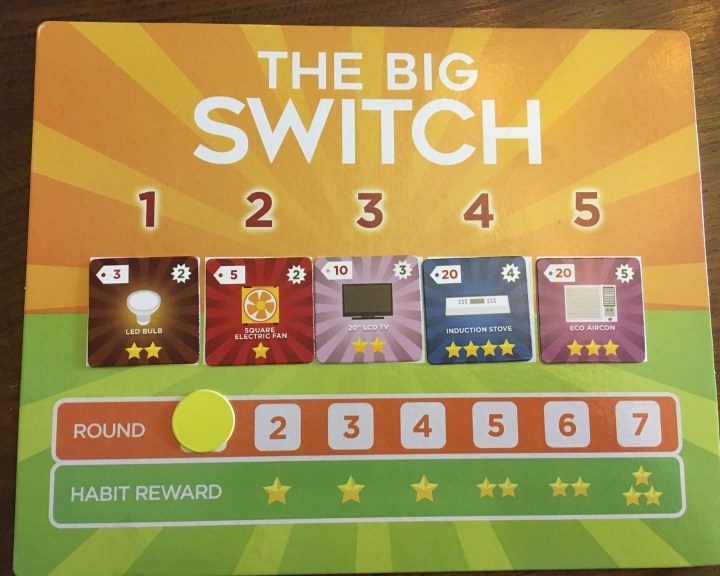 THE BIG
SWITCH
1 2 3 4 5
3 2
LED BULB
5 2
SQUARE
ELECTRIC FAN
10 3
20" LCD TV
20 4
INDUCTION STOVE
20 5
ECO AIRCON
ROUND 2 3 4 5 6 7
HABIT REWARD